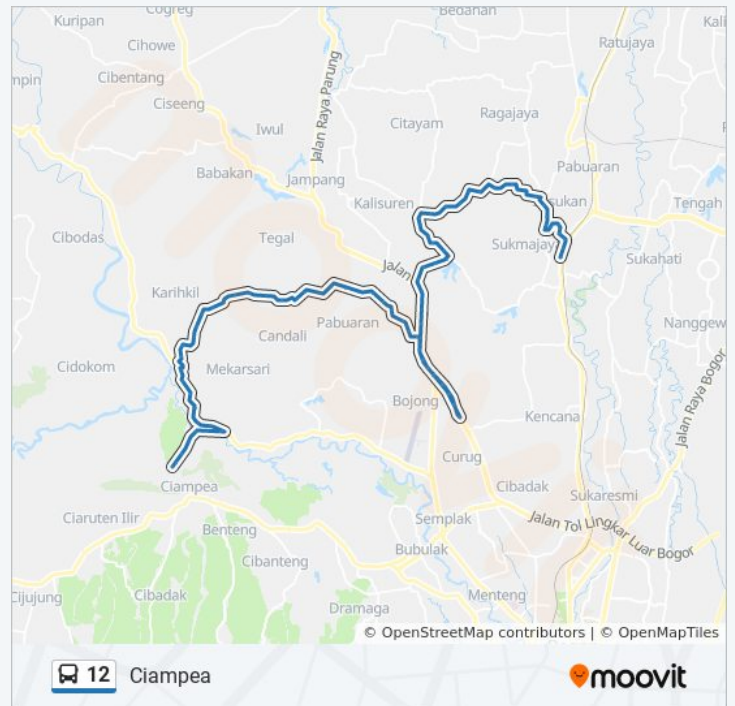 Cogreg
Bedahan
Kuripan
Kali
Cihowe
Ratujaya
Cibentang
mpin
Ciseeng
Jalan Raya Parung
Ragajaya
Iwul
Citayam
Pabuaran
Babakan
Jampang
Kalisuren
sukan
Tengah
Cibodas
Tegal
Sukmajay
Sukahati
Jalan
Karihkil
Pabuaran
Nanggew
Candali
Cidokom
Mekarsari
Bojong
Kencana
Jalan Raya Bogor
Curug
Cibadak
Ciampea
Sukaresmi
Ciaruten Ilir
Semplak
Jalan Tol Lingkar Luar Bogor
Benteng
Bubulak
Cibanteng
Cijujung
Cibadak
Menteng
Dramaga
© OpenStreetMap contributors | © OpenMapTiles
12 Ciampea
moovit